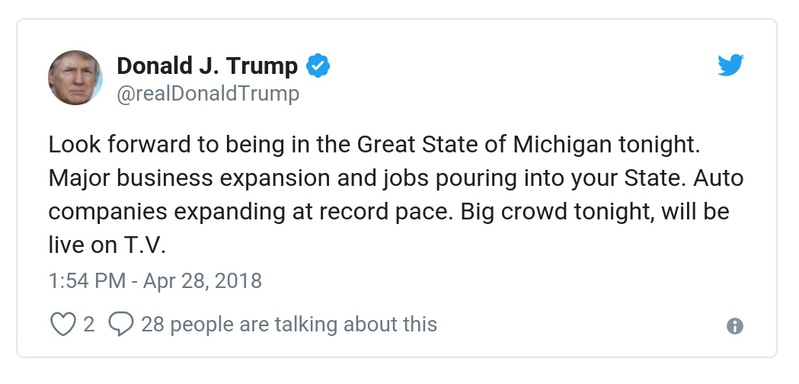 Donald J. Trump
@realDonaldTrump
Look forward to being in the Great State of Michigan tonight.
Major business expansion and jobs pouring into your State. Auto
companies expanding at record pace. Big crowd tonight, will be
live on T.V.
1:54 PM - Apr 28, 2018
2 28 people are talking about this